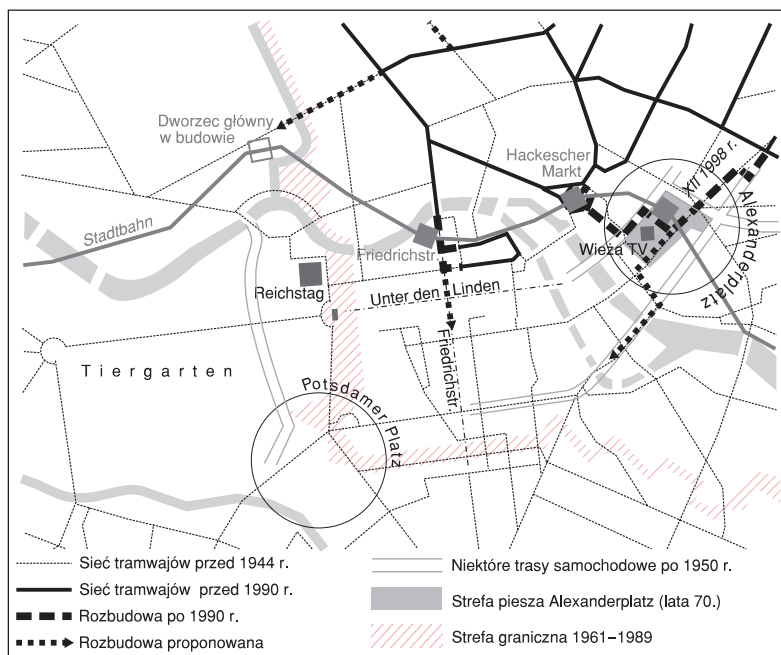 Dworzec główny
w budowie
Hackescher
Markt
XII 1998 r.
Stadtbahn
Alexanderplatz
Friedrichstr.
Wieża TV
Reichstag
Unter den Linden
Friedrichstr.
Tiergarten
Potsdamer Platz
Sieć tramwajów przed 1944 r.
Sieć tramwajów przed 1990 r.
Rozbudowa po 1990 r.
Rozbudowa proponowana
Niektóre trasy samochodowe po 1950 r.
Strefa piesza Alexanderplatz (lata 70.)
Strefa graniczna 1961–1989